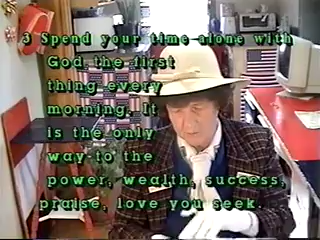 3 Spend your time alone with
God the first
thing every
morning. It
is the only
way to the
power, wealth, success,
praise, love you seek.